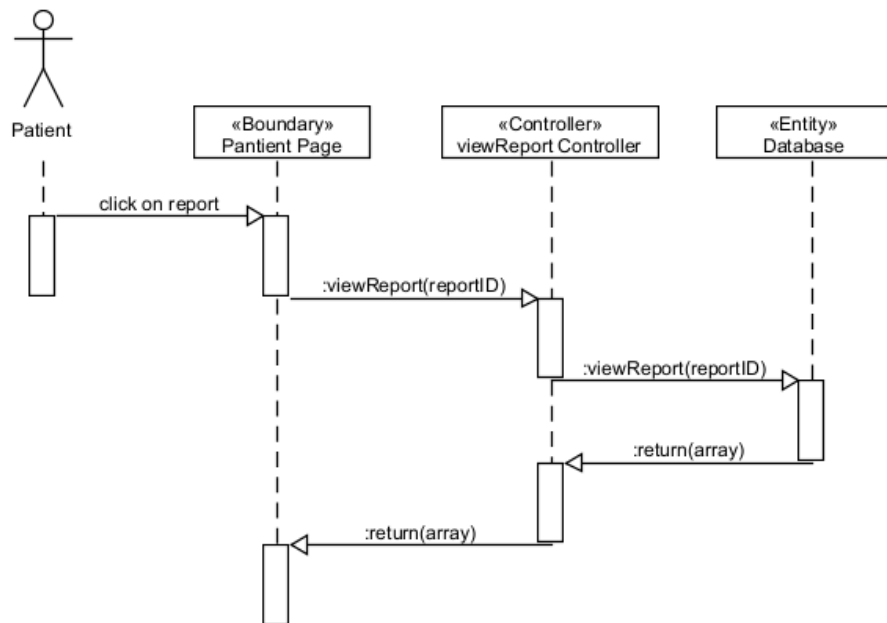 Patient
«Boundary»
Pantient Page
«Controller»
viewReport Controller
«Entity»
Database
click on report
:viewReport(reportID)
:viewReport(reportID)
:return(array)
:return(array)